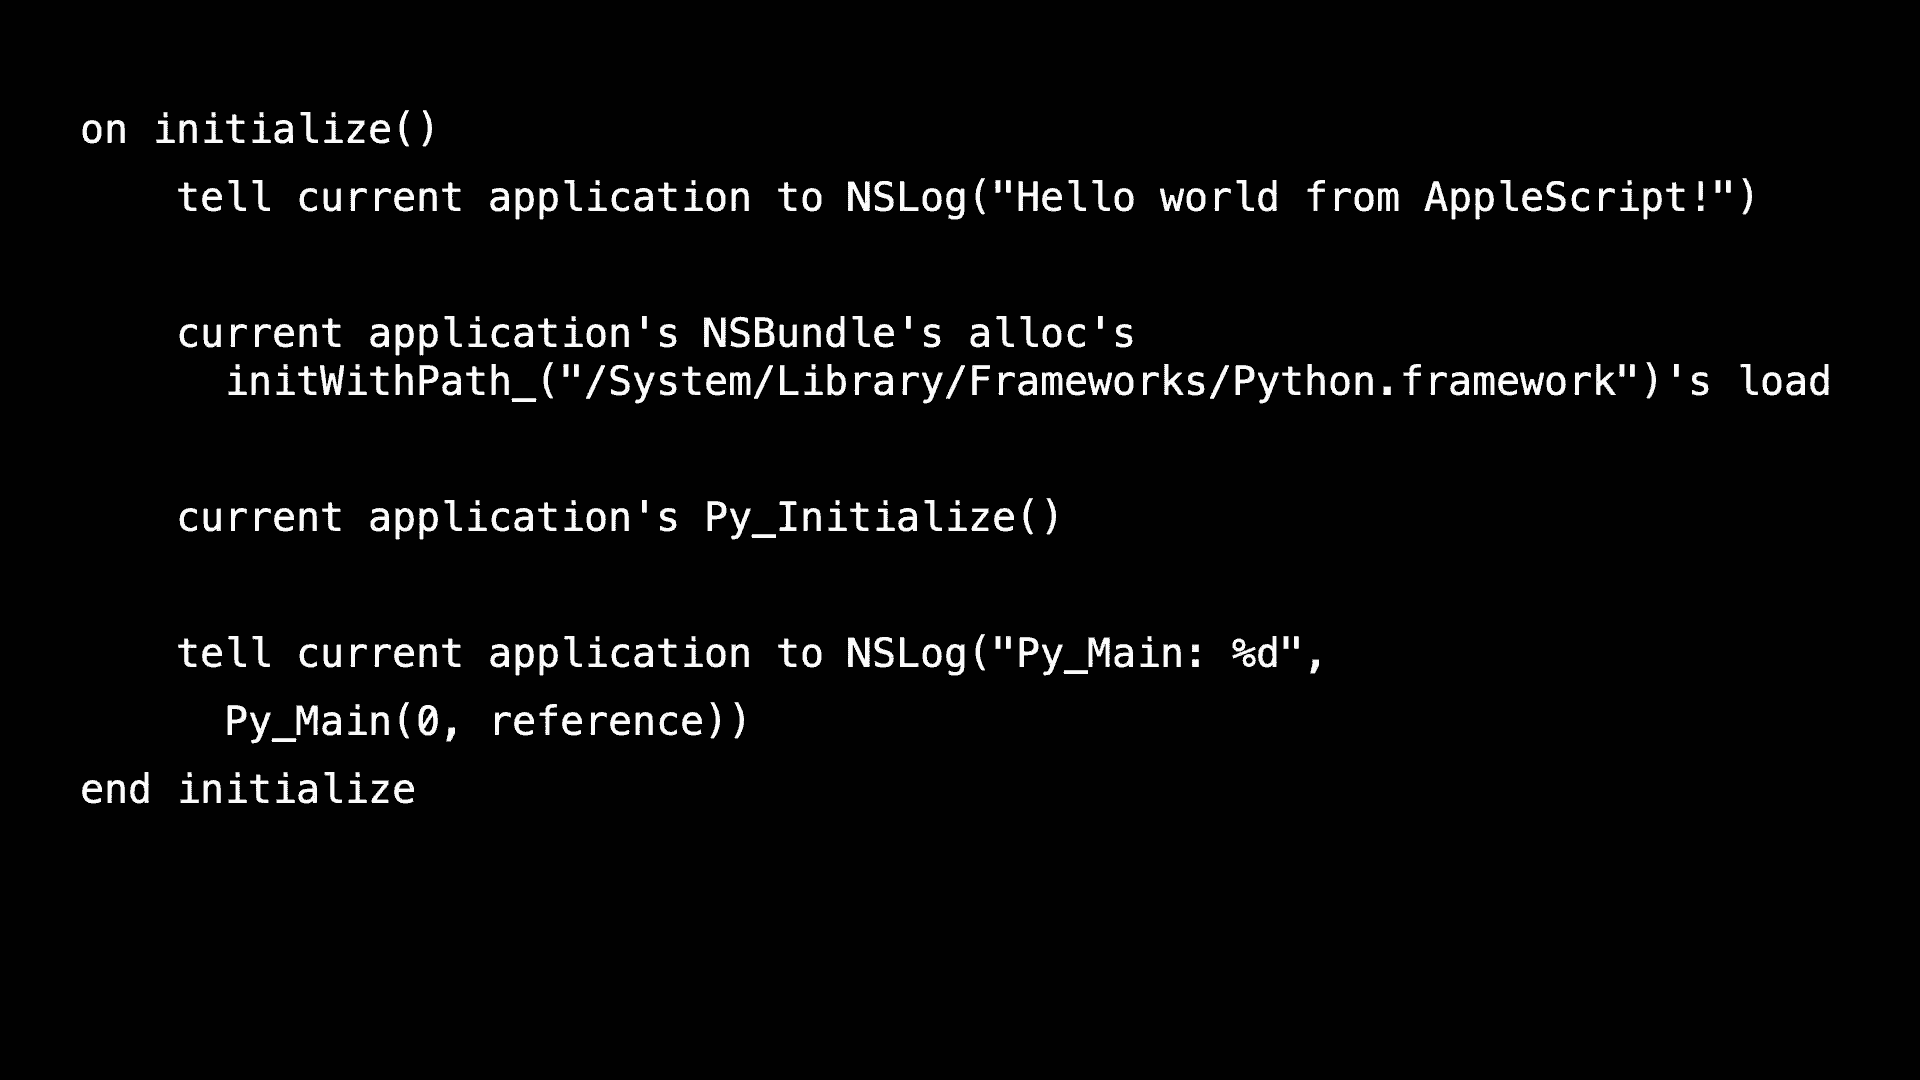 on initialize()
    tell current application to NSLog("Hello world from AppleScript!")
    current application's NSBundle's alloc's
      initWithPath_("/System/Library/Frameworks/Python.framework")'s load
    current application's Py_Initialize()
    tell current application to NSLog("Py_Main: %d",
      Py_Main(0, reference))
end initialize